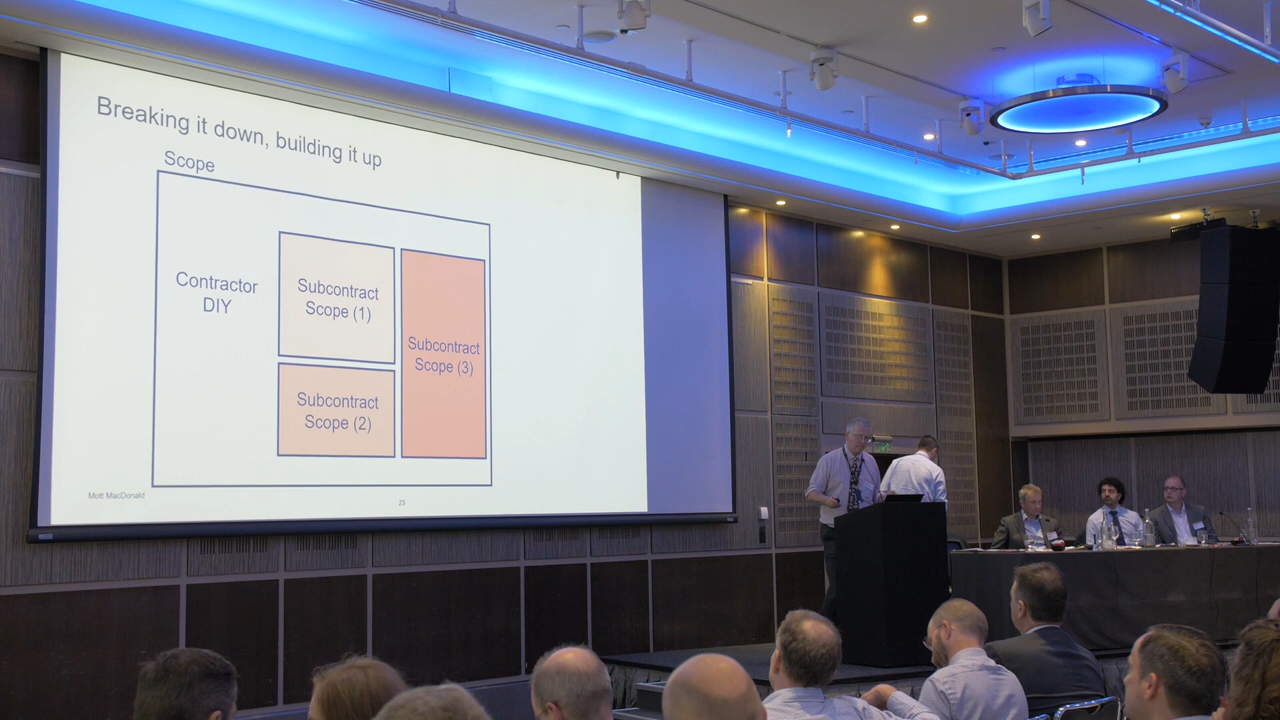 Breaking it down, building it up
Scope
Contractor
DIY
Subcontract
Scope (1)
Subcontract
Scope (2)
Subcontract
Scope (3)
Mott MacDonald
23